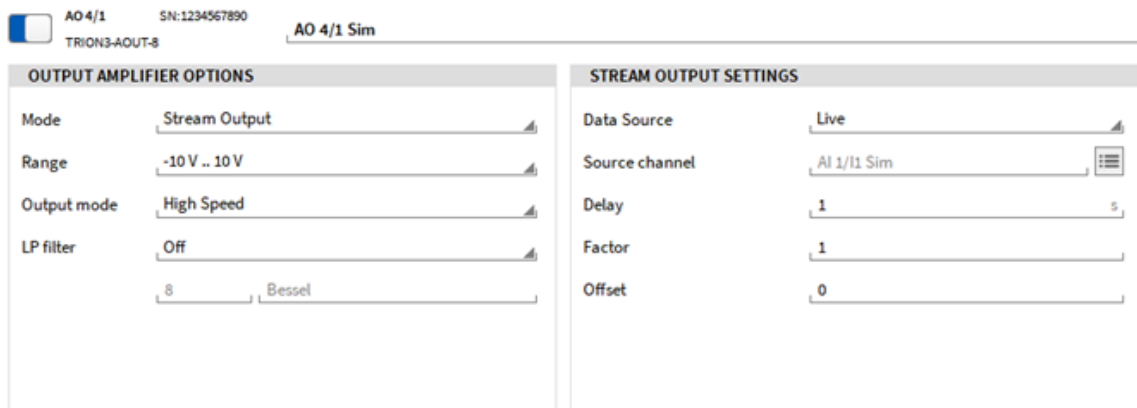 AO 4/1 SN:1234567890
TRION3-AOUT-8
AO 4/1 Sim
OUTPUT AMPLIFIER OPTIONS
Mode Stream Output
Range -10 V .. 10 V
Output mode High Speed
LP filter Off
8 Bessel
STREAM OUTPUT SETTINGS
Data Source Live
Source channel AI 1/I1 Sim
Delay 1 s
Factor 1
Offset 0